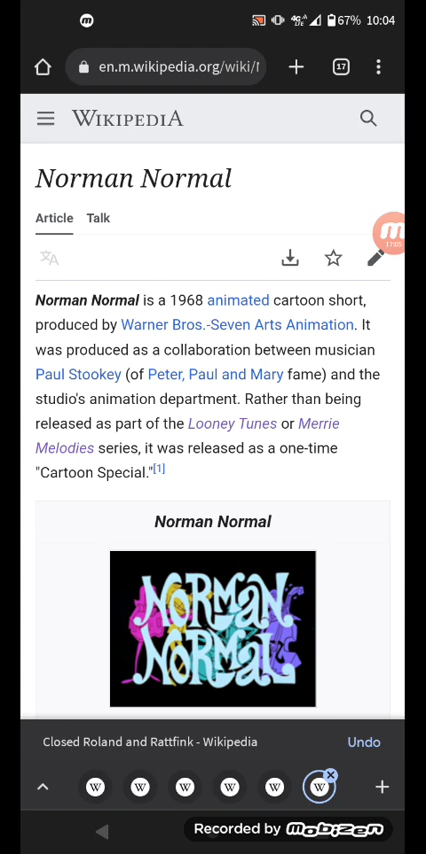 67% 10:04
en.m.wikipedia.org/wiki/
17
WIKIPEDIA
Norman Normal
Article Talk
Norman Normal is a 1968 animated cartoon short,
produced by Warner Bros.-Seven Arts Animation. It
was produced as a collaboration between musician
Paul Stookey (of Peter, Paul and Mary fame) and the
studio's animation department. Rather than being
released as part of the Looney Tunes or Merrie
Melodies series, it was released as a one-time
"Cartoon Special."[1]
Norman Normal
NORMAN
NORMAL
Closed Roland and Rattfink - Wikipedia Undo
W W W W W W
Recorded by mobizen